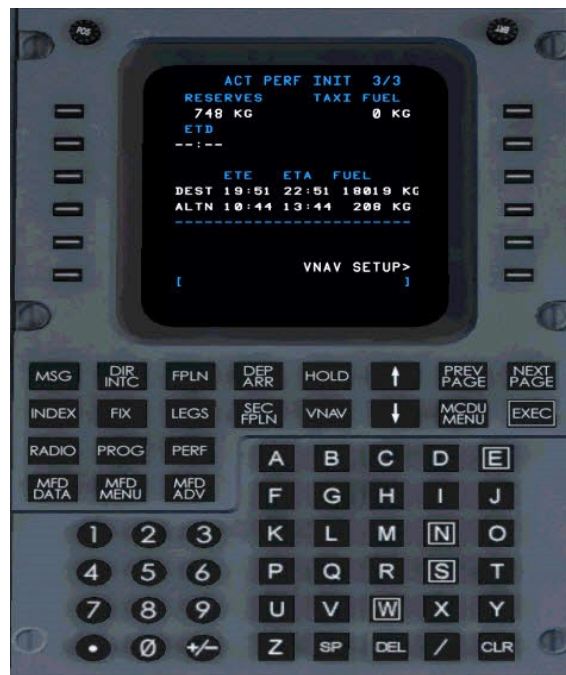 POS
ACT PERF INIT 3/3
RESERVES TAXI FUEL
748 KG 0 KG
ETD
--:--
ETE ETA FUEL
DEST 19:51 22:51 18019 KG
ALTN 10:44 13:44 208 KG
------------------------------
VNAV SETUP>
[ ]
MSG DIR INTC FPLN DEP ARR HOLD ↑ PREV PAGE NEXT PAGE
INDEX FIX LEGS SEC FPLN VNAV ↓ MCDU MENU EXEC
RADIO PROG PERF
MFD DATA MFD MENU MFD ADV
A B C D E
F G H I J
1 2 3 K L M N O
4 5 6 P Q R S T
7 8 9 U V W X Y
• 0 +/- Z SP DEL / CLR